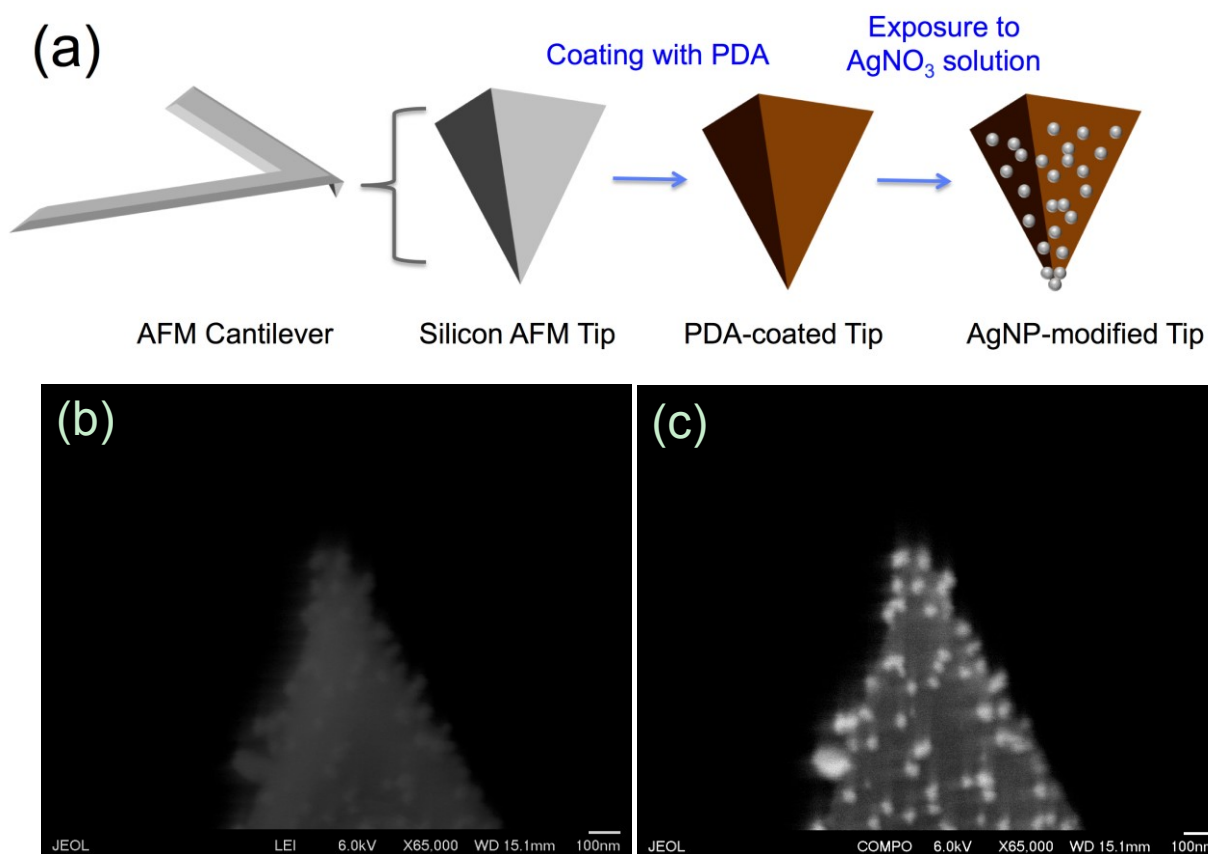 (a)
Coating with PDA
Exposure to
AgNO₃ solution
AFM Cantilever
Silicon AFM Tip
PDA-coated Tip
AgNP-modified Tip
(b)
JEOL LEI 6.0kV X65,000 WD 15.1mm 100nm
(c)
JEOL COMPO 6.0kV X65,000 WD 15.1mm 100nm